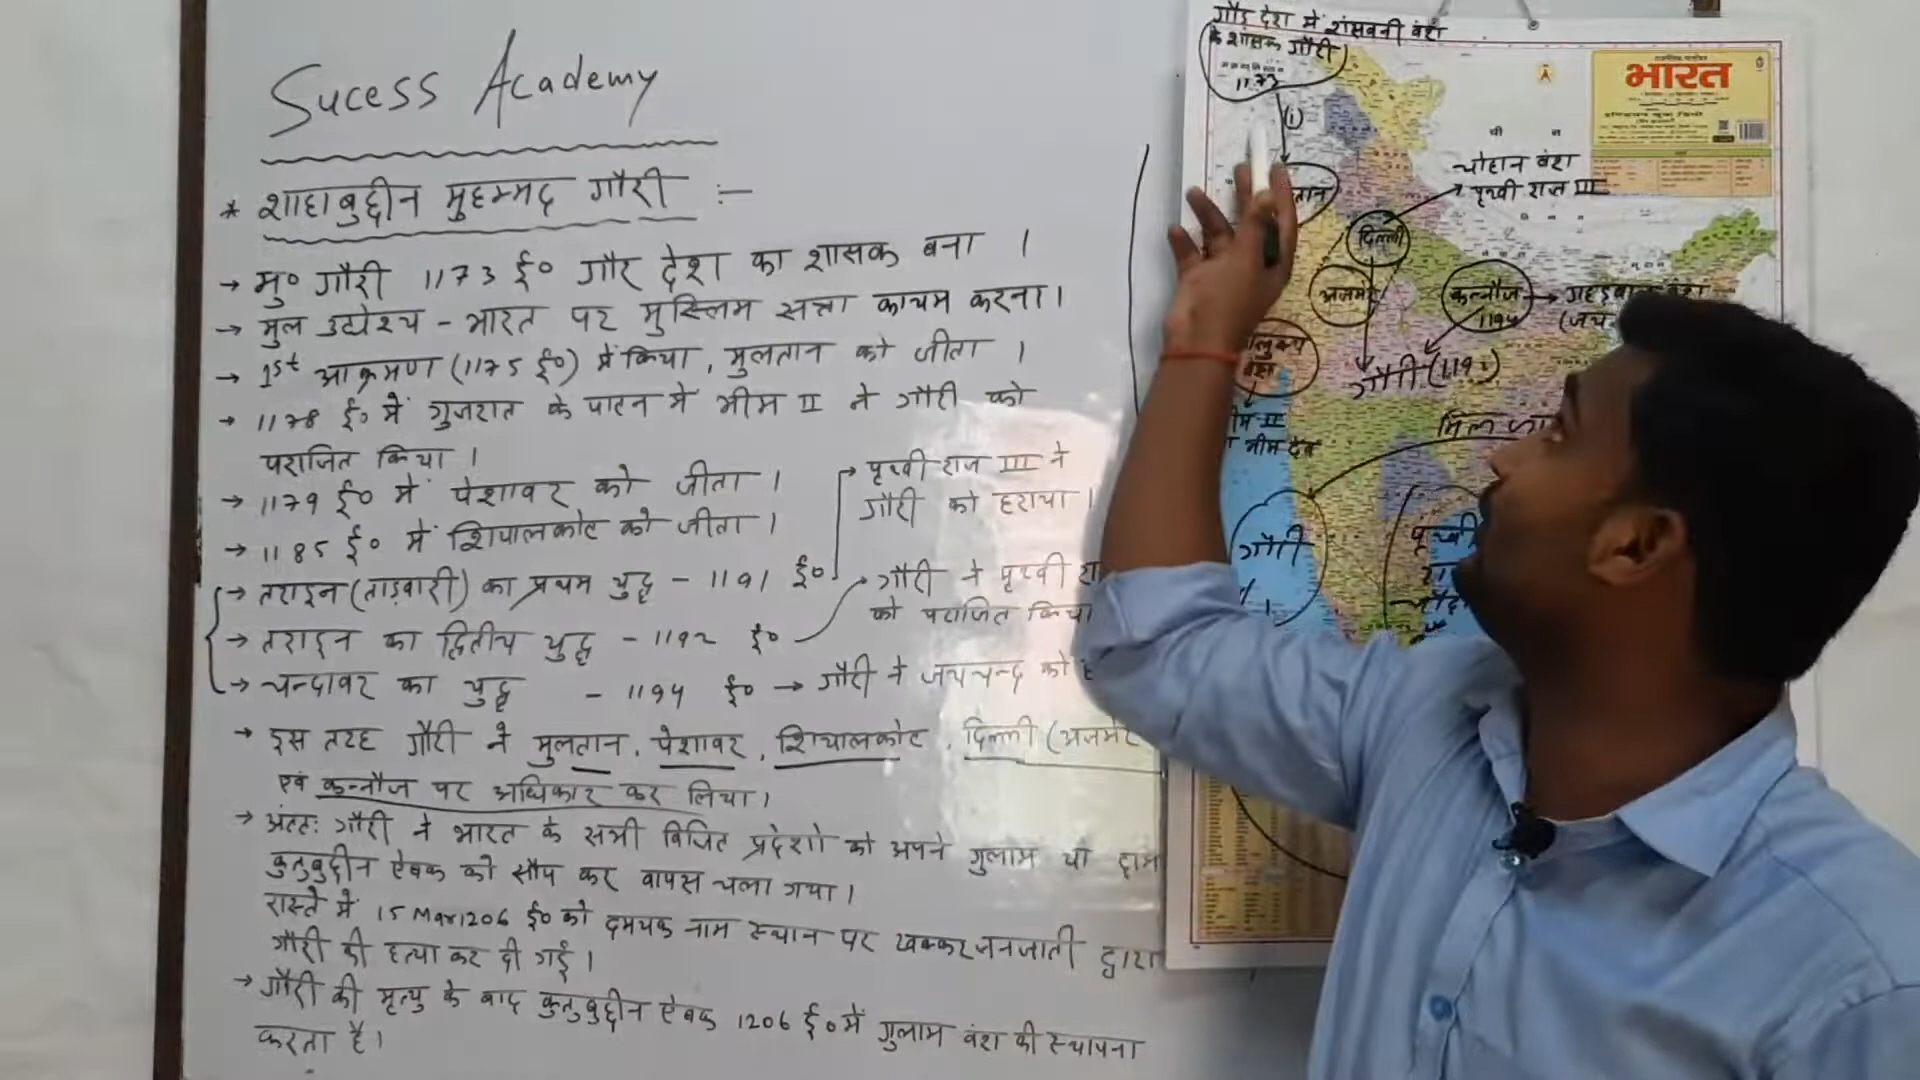 Sucess Academy
* शाहाबुद्दीन मुहम्मद गौरी :-
→ मु० गौरी 1173 ई० गौर देश का शासक बना ।
→ मुल उद्येश्य - भारत पर मुस्लिम सत्ता कायम करना।
→ 1st आक्रमण (1175 ई०) में किया, मुलतान को जीता ।
→ 1178 ई० में गुजरात के पाटन में भीम II ने गौरी को
पराजित किया ।
→ 1179 ई० में पेशावर को जीता ।
→ 1185 ई० में शियालकोट को जीता ।
→ तराइन (ताड़वारी) का प्रथम युद्ध - 1191 ई०
→ पृथ्वी राज III ने
गौरी को हराया ।
→ तराइन का द्वितीय युद्ध - 1192 ई०
→ गौरी ने पृथ्वी रा
को पराजित किया
→ चन्दावर का युद्ध - 1194 ई० → गौरी ने जयचन्द को
→ इस तरह गौरी ने मुलतान, पेशावर, शियालकोट, दिल्ली (अजमेर
एवं कन्नौज पर अधिकार कर लिया।
→ अंततः गौरी ने भारत के सभी विजित प्रदेशो को अपने गुलाम या दास
कुतुबुद्दीन ऐबक को सौप कर वापस चला गया।
रास्ते में 15 Mar 1206 ई० को दमयक नाम स्थान पर खक्कर जनजाती द्वारा
गौरी की हत्या कर दी गई।
→ गौरी की मृत्यु के बाद कुतुबुद्दीन ऐबक 1206 ई० में गुलाम वंश की स्थापना
करता है।
गौड़ देश में शंसबनी वंश
के शासक गौरी
1173
(i)
तान
भारत
ची न
चोहान वंश
→ पृथ्वी राज III
दिल्ली
अजमेर
कन्नौज →
1194
(जय
लुक्य
वंश
गौरी (119
म II
भीम देव
मिल जा
गौरी
पृथ्वी
रा